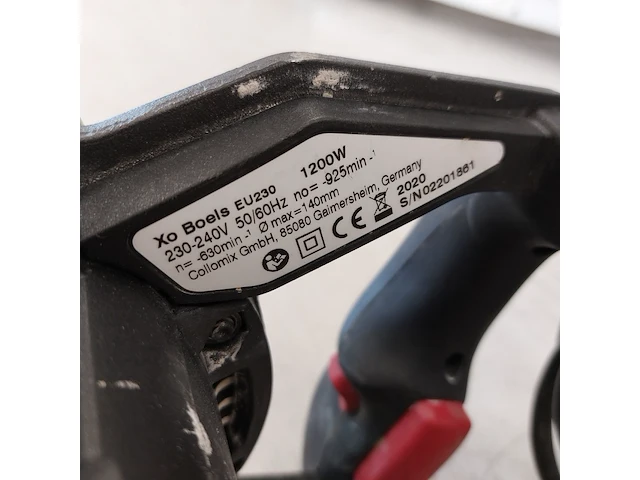 Xo Boels EU230 1200W
230-240V 50/60Hz no= -925min -1
n= -630min -1 Ø max=140mm
Collomix GmbH, 85080 Gaimersheim, Germany
CE 2020
S/N02201861